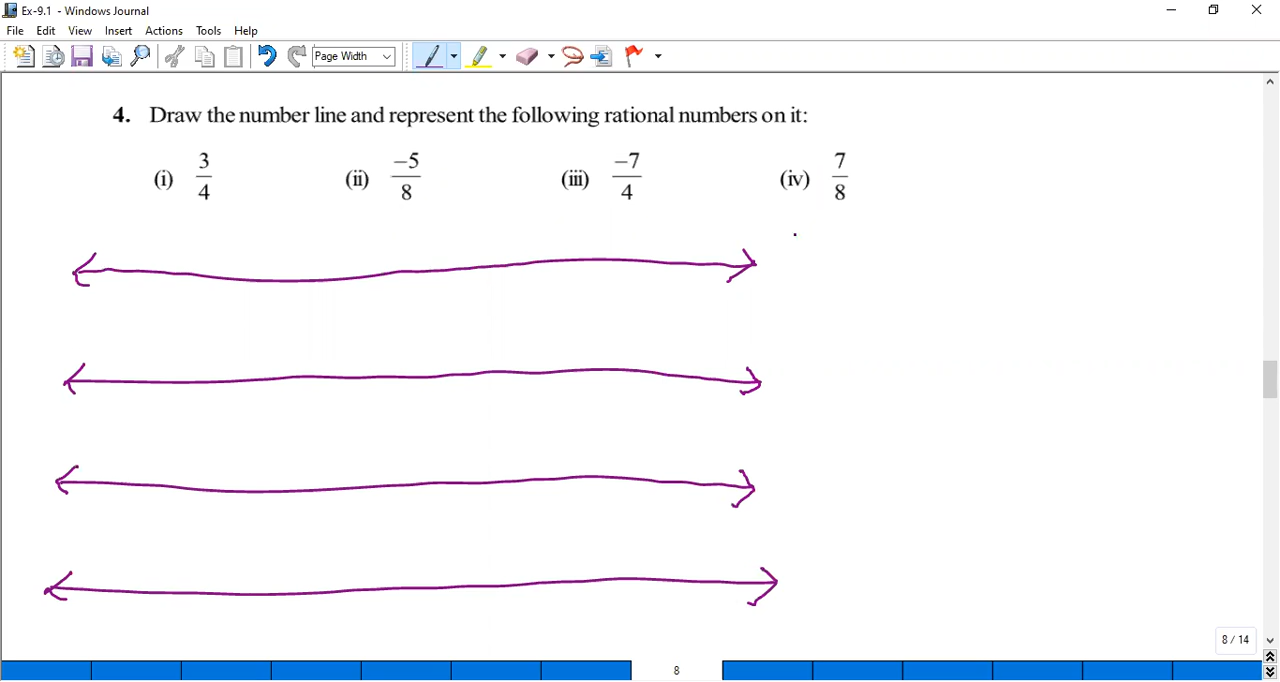 Ex-9.1 - Windows Journal
File Edit View Insert Actions Tools Help
Page Width
4. Draw the number line and represent the following rational numbers on it:
(i) 3/4 (ii) -5/8 (iii) -7/4 (iv) 7/8
8 / 14
8